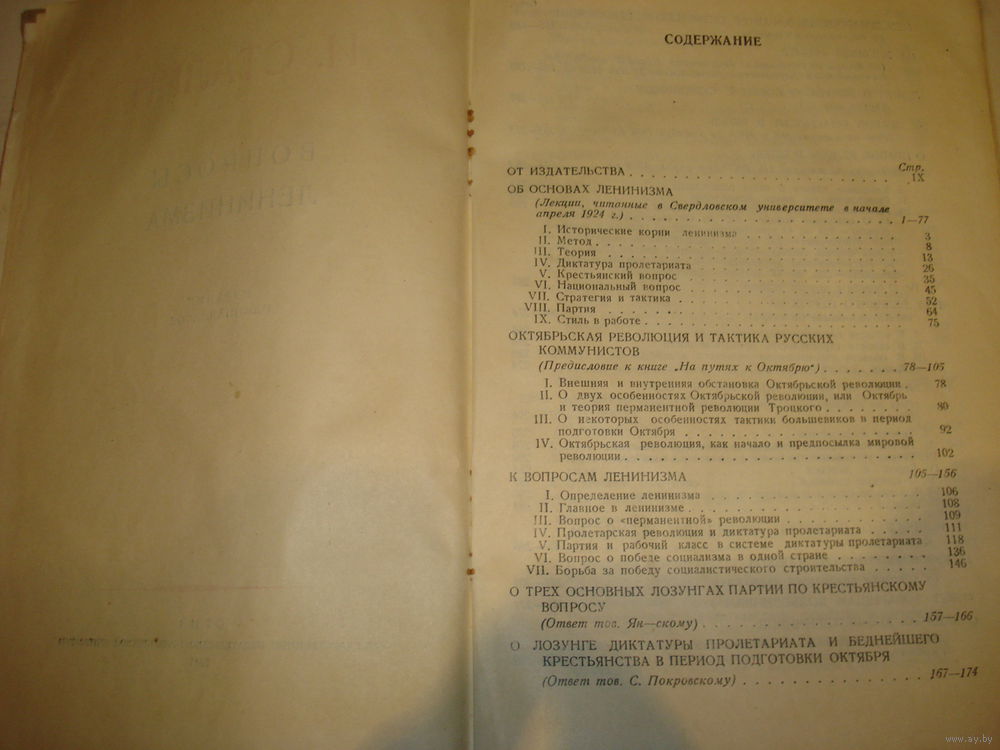 СОДЕРЖАНИЕ
Стр.
ОТ ИЗДАТЕЛЬСТВА . . . IX
ОБ ОСНОВАХ ЛЕНИНИЗМА
(Лекции, читанные в Свердловском университете в начале
апреля 1924 г.) . . . 1—77
I. Исторические корни ленинизма . . . 3
II. Метод . . . 8
III. Теория . . . 13
IV. Диктатура пролетариата . . . 26
V. Крестьянский вопрос . . . 35
VI. Национальный вопрос . . . 45
VII. Стратегия и тактика . . . 52
VIII. Партия . . . 64
IX. Стиль в работе . . . 75
ОКТЯБРЬСКАЯ РЕВОЛЮЦИЯ И ТАКТИКА РУССКИХ
КОММУНИСТОВ
(Предисловие к книге „На путях к Октябрю“) . . . 78—105
I. Внешняя и внутренняя обстановка Октябрьской революции . 78
II. О двух особенностях Октябрьской революции, или Октябрь
и теория перманентной революции Троцкого . . . 80
III. О некоторых особенностях тактики большевиков в период
подготовки Октября . . . 92
IV. Октябрьская революция, как начало и предпосылка мировой
революции . . . 102
К ВОПРОСАМ ЛЕНИНИЗМА 105—156
I. Определение ленинизма . . . 106
II. Главное в ленинизме . . . 108
III. Вопрос о «перманентной» революции . . . 109
IV. Пролетарская революция и диктатура пролетариата . . . 111
V. Партия и рабочий класс в системе диктатуры пролетариата 118
VI. Вопрос о победе социализма в одной стране . . . 136
VII. Борьба за победу социалистического строительства . . . 146
О ТРЕХ ОСНОВНЫХ ЛОЗУНГАХ ПАРТИИ ПО КРЕСТЬЯНСКОМУ
ВОПРОСУ
(Ответ тов. Ян—скому) . . . 157—166
О ЛОЗУНГЕ ДИКТАТУРЫ ПРОЛЕТАРИАТА И БЕДНЕЙШЕГО
КРЕСТЬЯНСТВА В ПЕРИОД ПОДГОТОВКИ ОКТЯБРЯ
(Ответ тов. С. Покровскому) . . . 167—174
www.ay.by